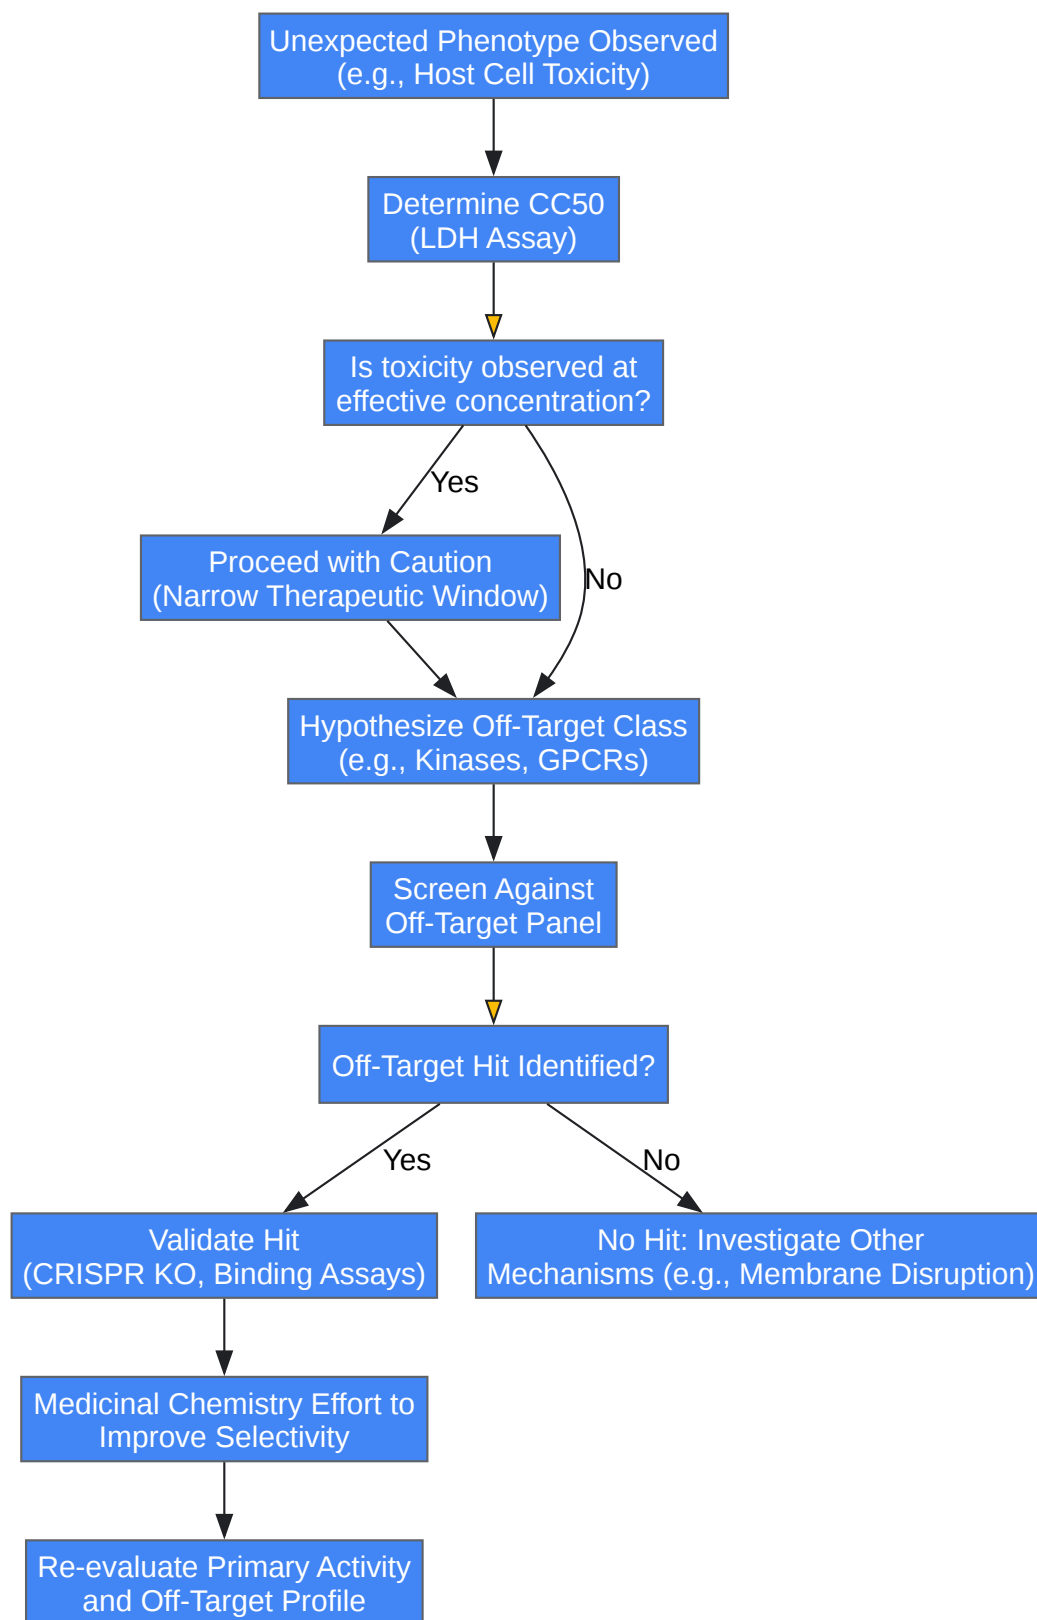 Unexpected Phenotype Observed
(e.g., Host Cell Toxicity)
Determine CC50
(LDH Assay)
Is toxicity observed at
effective concentration?
Yes
No
Proceed with Caution
(Narrow Therapeutic Window)
Hypothesize Off-Target Class
(e.g., Kinases, GPCRs)
Screen Against
Off-Target Panel
Off-Target Hit Identified?
Yes
No
Validate Hit
(CRISPR KO, Binding Assays)
No Hit: Investigate Other
Mechanisms (e.g., Membrane Disruption)
Medicinal Chemistry Effort to
Improve Selectivity
Re-evaluate Primary Activity
and Off-Target Profile